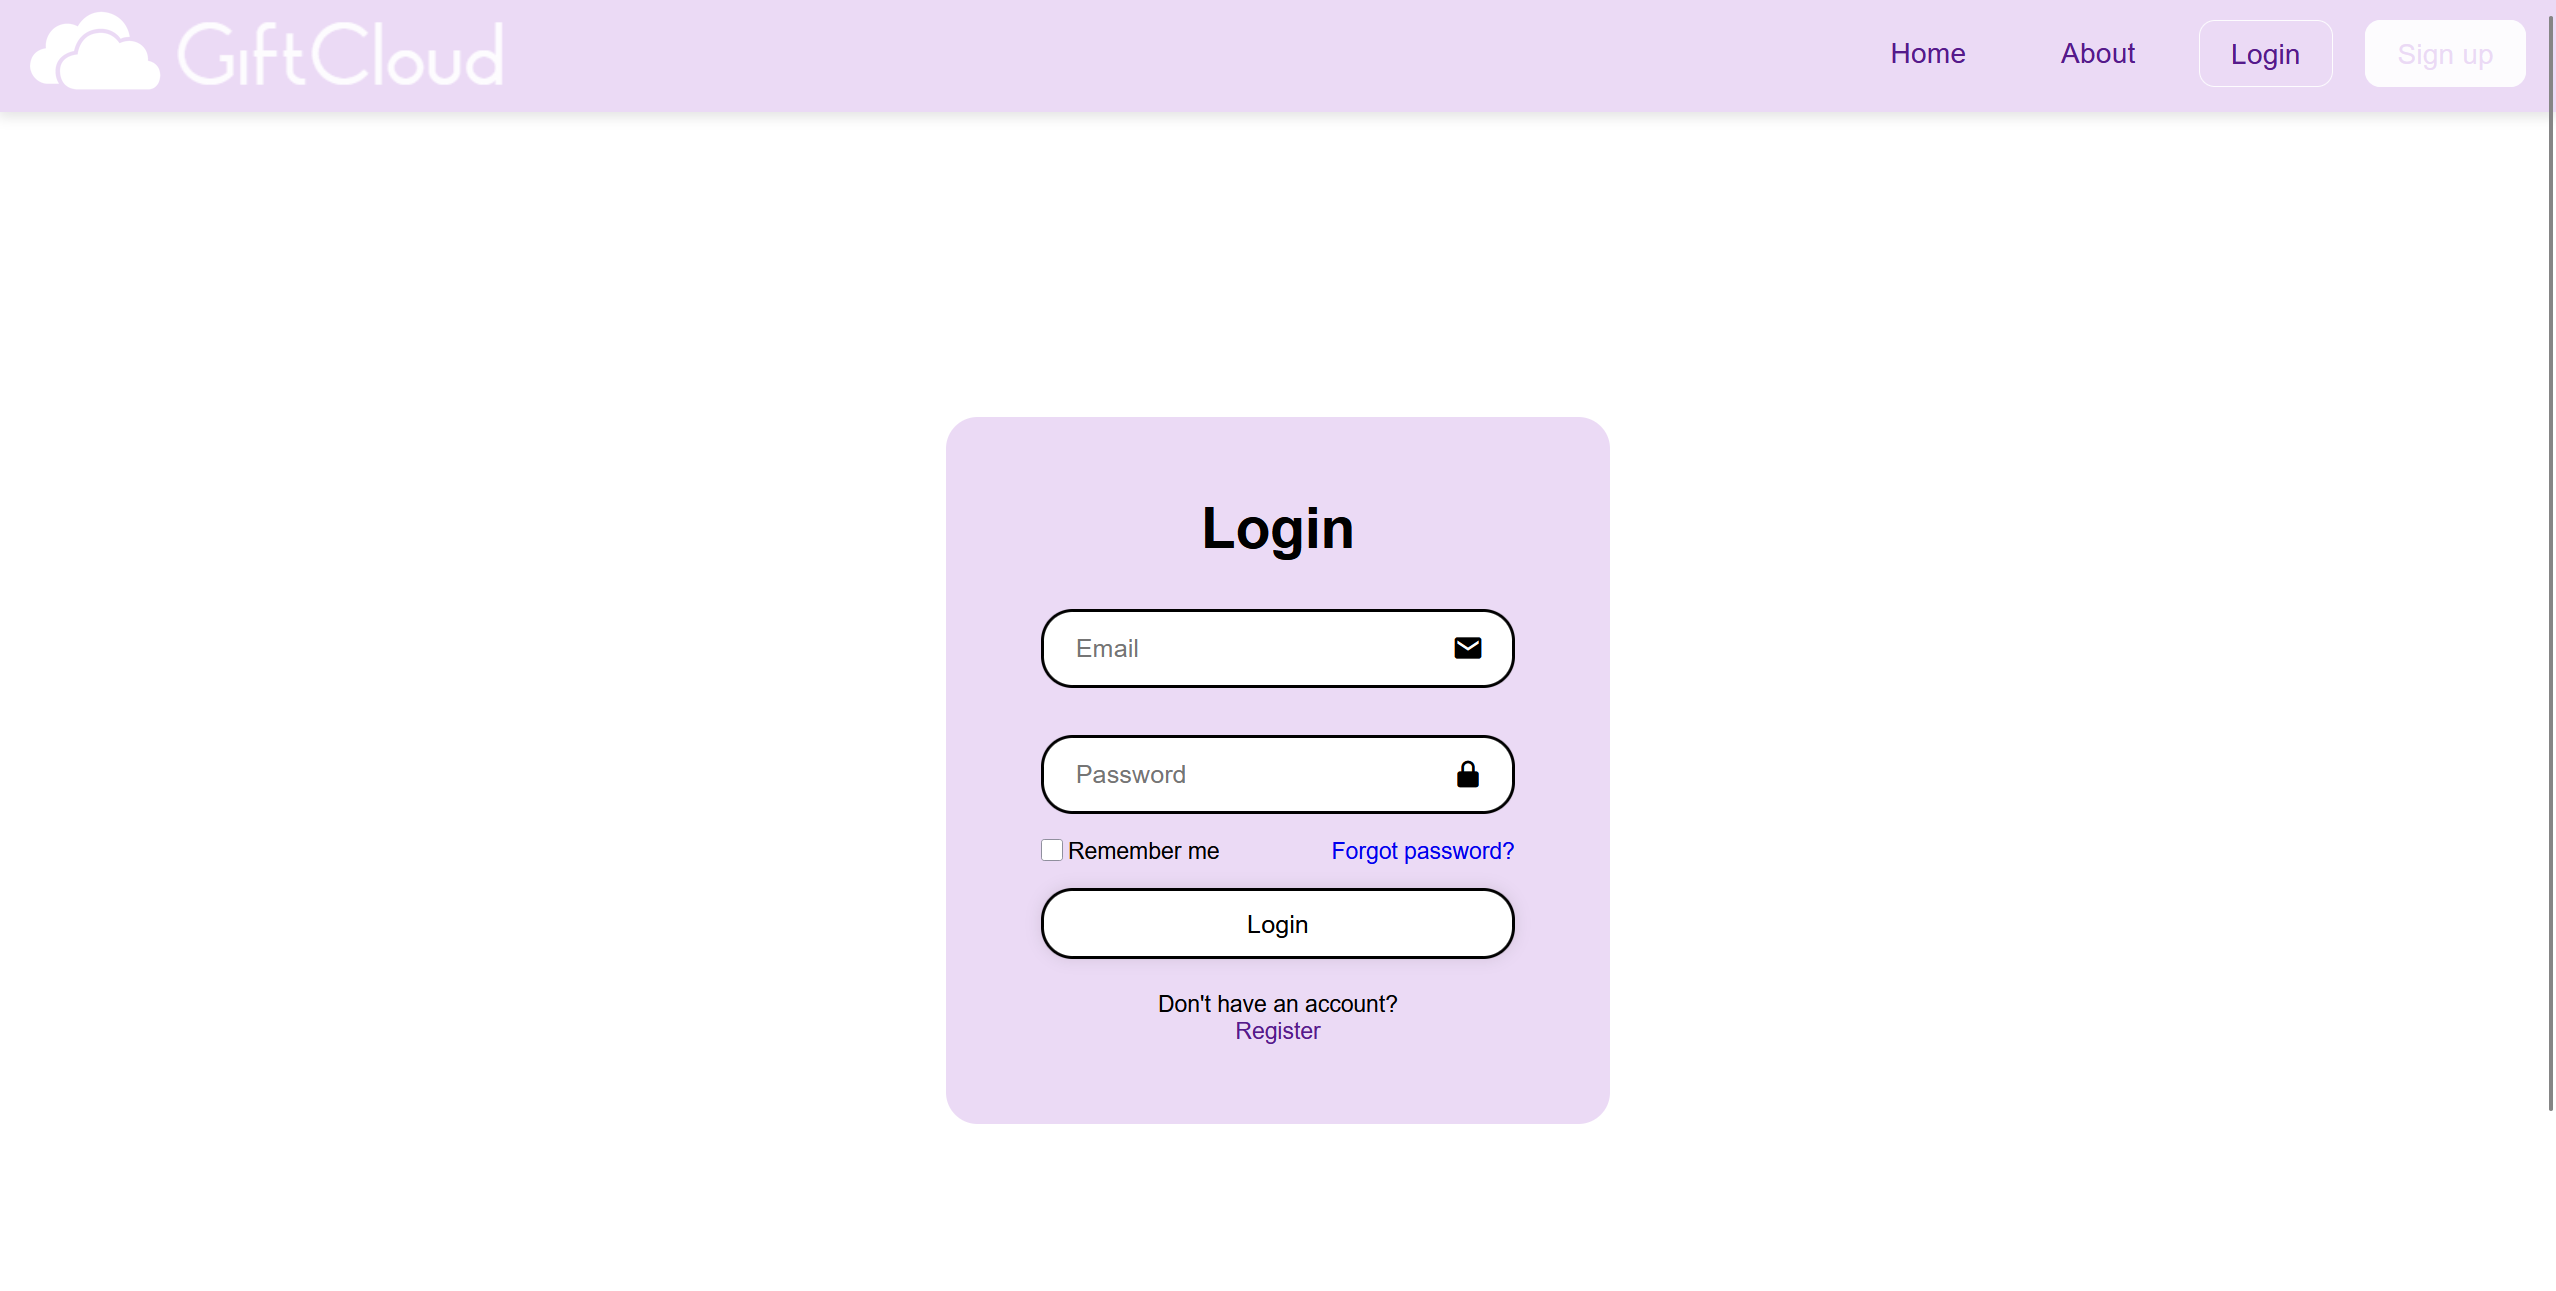 GiftCloud
Home About Login Sign up
Login
Email
Password
Remember me Forgot password?
Login
Don't have an account?
Register